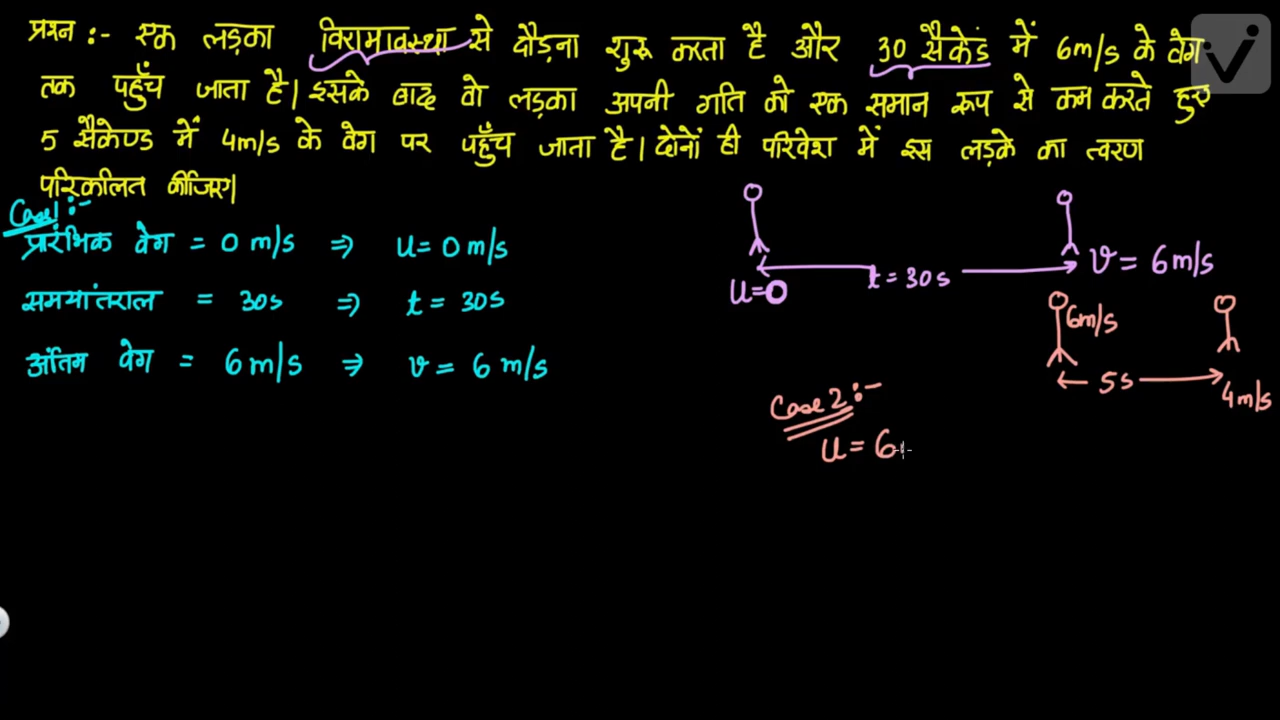 प्रश्न :- एक लड़का विरामावस्था से दौड़ना शुरू करता है और 30 सैकेंड में 6m/s के वेग
तक पहुँच जाता है। इसके बाद वो लड़का अपनी गति को एक समान रूप से कम करते हुए
5 सैकेण्ड में 4m/s के वेग पर पहुँच जाता है। दोनों ही परिवेश में इस लड़के का त्वरण
परिकलित कीजिए।
Case1:-
प्रारंभिक वेग = 0 m/s ⇒ u = 0 m/s
समयांतराल = 30s ⇒ t = 30s
अंतिम वेग = 6 m/s ⇒ v = 6 m/s
u=0
t = 30s
v = 6m/s
6m/s
5s
4m/s
Case 2:-
u = 6